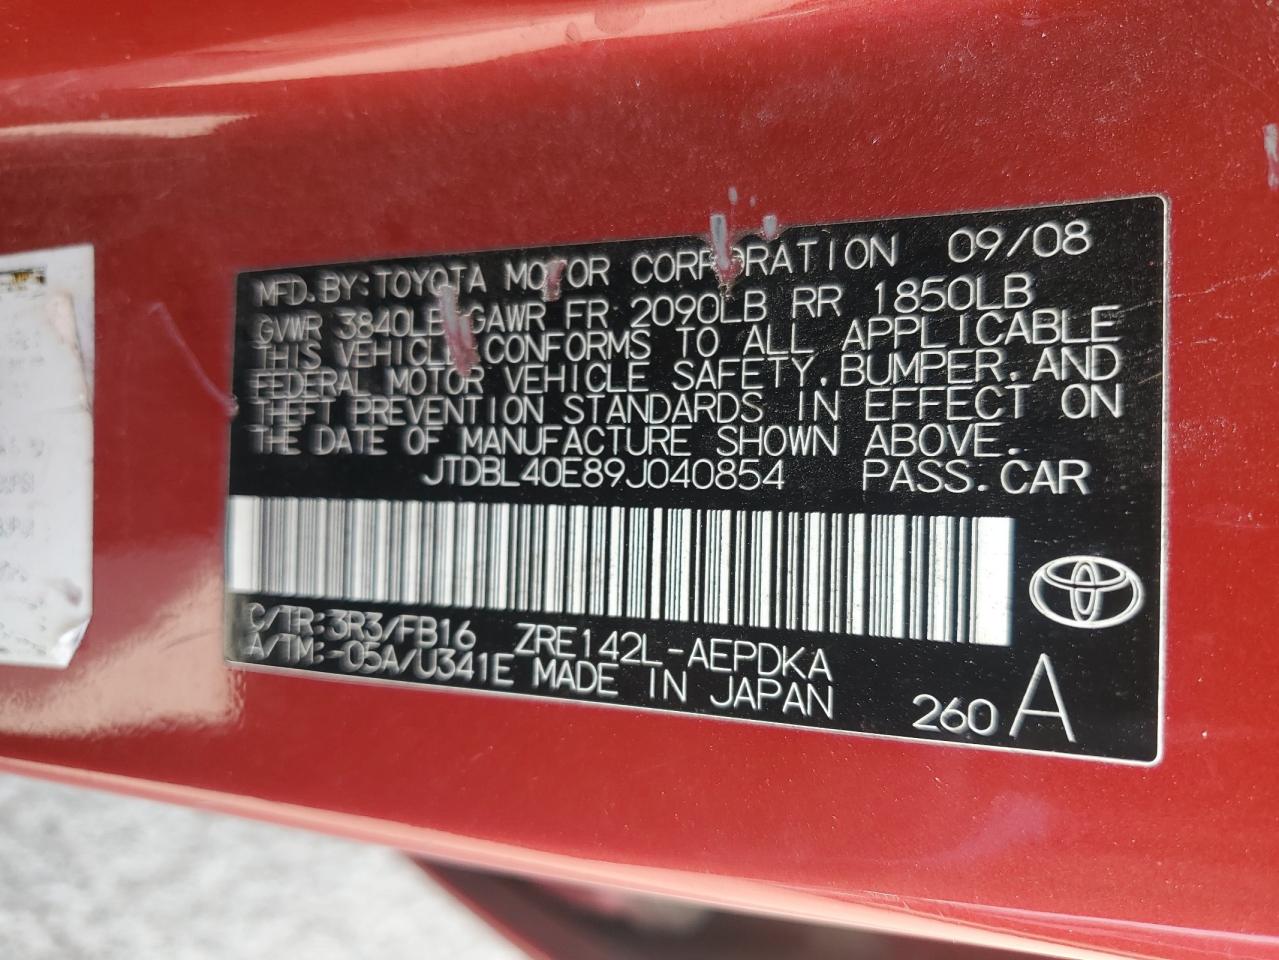 MFD.BY:TOYOTA MOTOR CORPORATION 09/08
GVWR 3840LB GAWR FR 2090LB RR 1850LB
THIS VEHICLE CONFORMS TO ALL APPLICABLE
FEDERAL MOTOR VEHICLE SAFETY,BUMPER,AND
THEFT PREVENTION STANDARDS IN EFFECT ON
THE DATE OF MANUFACTURE SHOWN ABOVE.
JTDBL40E89J040854 PASS.CAR
C/TR:3R3/FB16 ZRE142L-AEPDKA
A/TM:-05A/U341E MADE IN JAPAN
260 A